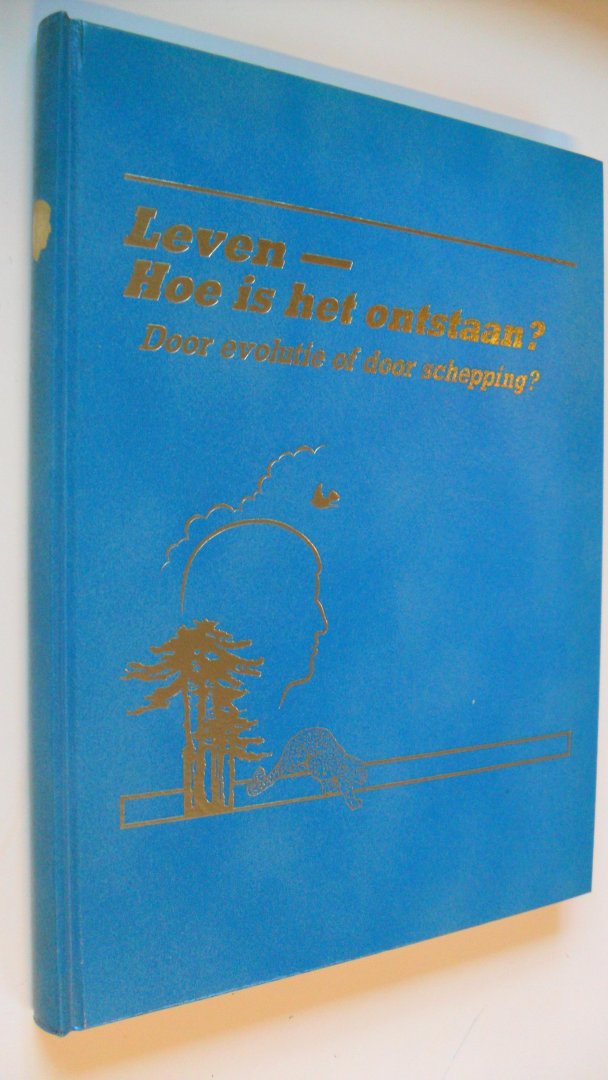 Leven —
Hoe is het ontstaan?
Door evolutie of door schepping?